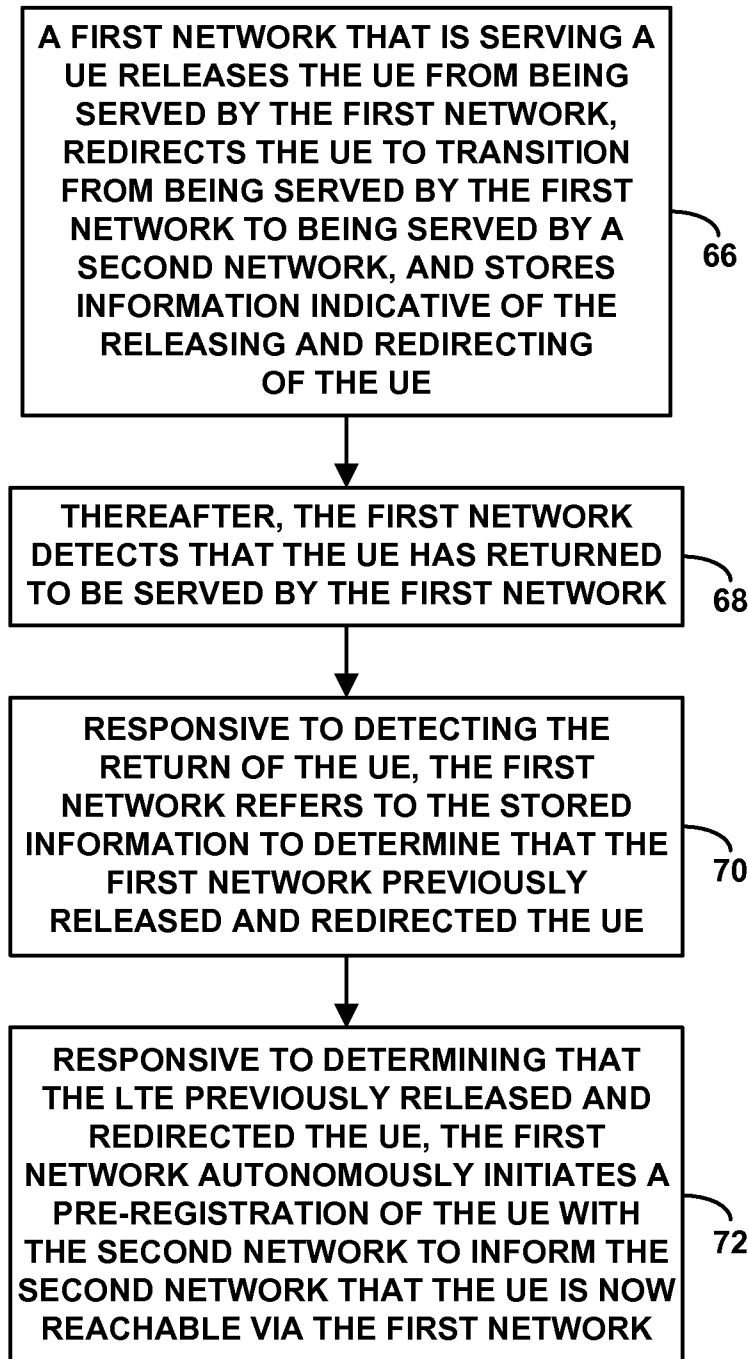 A FIRST NETWORK THAT IS SERVING A
UE RELEASES THE UE FROM BEING
SERVED BY THE FIRST NETWORK,
REDIRECTS THE UE TO TRANSITION
FROM BEING SERVED BY THE FIRST
NETWORK TO BEING SERVED BY A
SECOND NETWORK, AND STORES
INFORMATION INDICATIVE OF THE
RELEASING AND REDIRECTING
OF THE UE
66
THEREAFTER, THE FIRST NETWORK
DETECTS THAT THE UE HAS RETURNED
TO BE SERVED BY THE FIRST NETWORK
68
RESPONSIVE TO DETECTING THE
RETURN OF THE UE, THE FIRST
NETWORK REFERS TO THE STORED
INFORMATION TO DETERMINE THAT THE
FIRST NETWORK PREVIOUSLY
RELEASED AND REDIRECTED THE UE
70
RESPONSIVE TO DETERMINING THAT
THE LTE PREVIOUSLY RELEASED AND
REDIRECTED THE UE, THE FIRST
NETWORK AUTONOMOUSLY INITIATES A
PRE-REGISTRATION OF THE UE WITH
THE SECOND NETWORK TO INFORM THE
SECOND NETWORK THAT THE UE IS NOW
REACHABLE VIA THE FIRST NETWORK
72